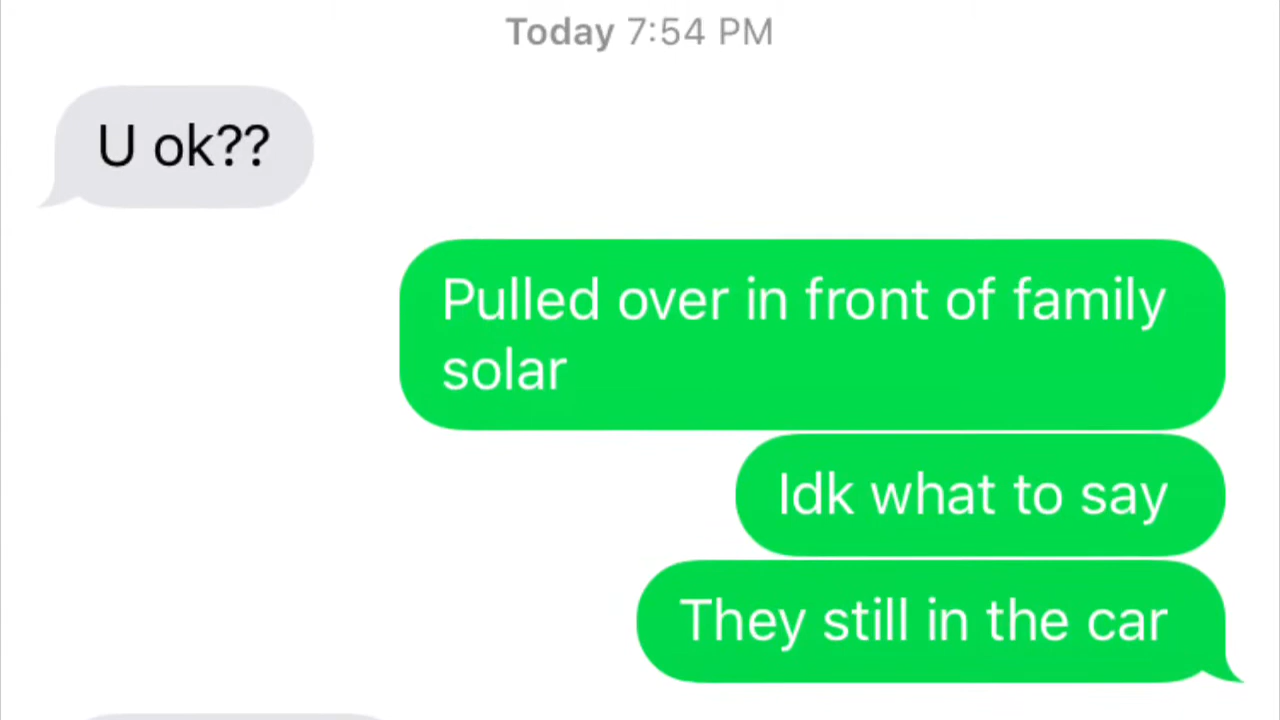 Today 7:54 PM
U ok??
Pulled over in front of family
solar
Idk what to say
They still in the car